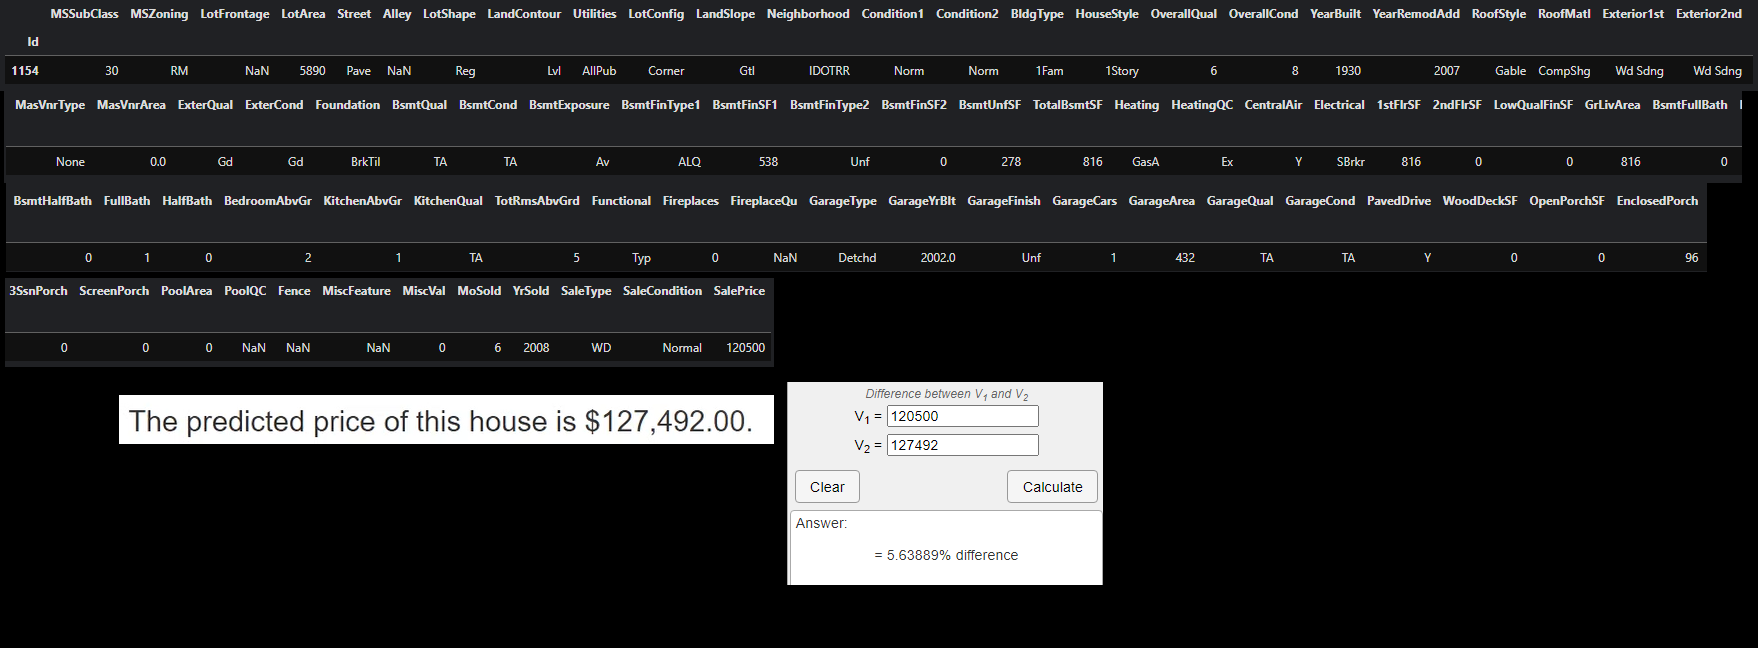 MSSubClass MSZoning LotFrontage LotArea Street Alley LotShape LandContour Utilities LotConfig LandSlope Neighborhood Condition1 Condition2 BldgType HouseStyle OverallQual OverallCond YearBuilt YearRemodAdd RoofStyle RoofMatl Exterior1st Exterior2nd
Id
1154 30 RM NaN 5890 Pave NaN Reg Lvl AllPub Corner Gtl IDOTRR Norm Norm 1Fam 1Story 6 8 1930 2007 Gable CompShg Wd Sdng Wd Sdng
MasVnrType MasVnrArea ExterQual ExterCond Foundation BsmtQual BsmtCond BsmtExposure BsmtFinType1 BsmtFinSF1 BsmtFinType2 BsmtFinSF2 BsmtUnfSF TotalBsmtSF Heating HeatingQC CentralAir Electrical 1stFlrSF 2ndFlrSF LowQualFinSF GrLivArea BsmtFullBath
None 0.0 Gd Gd BrkTil TA TA Av ALQ 538 Unf 0 278 816 GasA Ex Y SBrkr 816 0 0 816 0
BsmtHalfBath FullBath HalfBath BedroomAbvGr KitchenAbvGr KitchenQual TotRmsAbvGrd Functional Fireplaces FireplaceQu GarageType GarageYrBlt GarageFinish GarageCars GarageArea GarageQual GarageCond PavedDrive WoodDeckSF OpenPorchSF EnclosedPorch
0 1 0 2 1 TA 5 Typ 0 NaN Detchd 2002.0 Unf 1 432 TA TA Y 0 0 96
3SsnPorch ScreenPorch PoolArea PoolQC Fence MiscFeature MiscVal MoSold YrSold SaleType SaleCondition SalePrice
0 0 0 NaN NaN NaN 0 6 2008 WD Normal 120500
The predicted price of this house is $127,492.00.
Difference between V1 and V2
V1 = 120500
V2 = 127492
Clear Calculate
Answer:
= 5.63889% difference